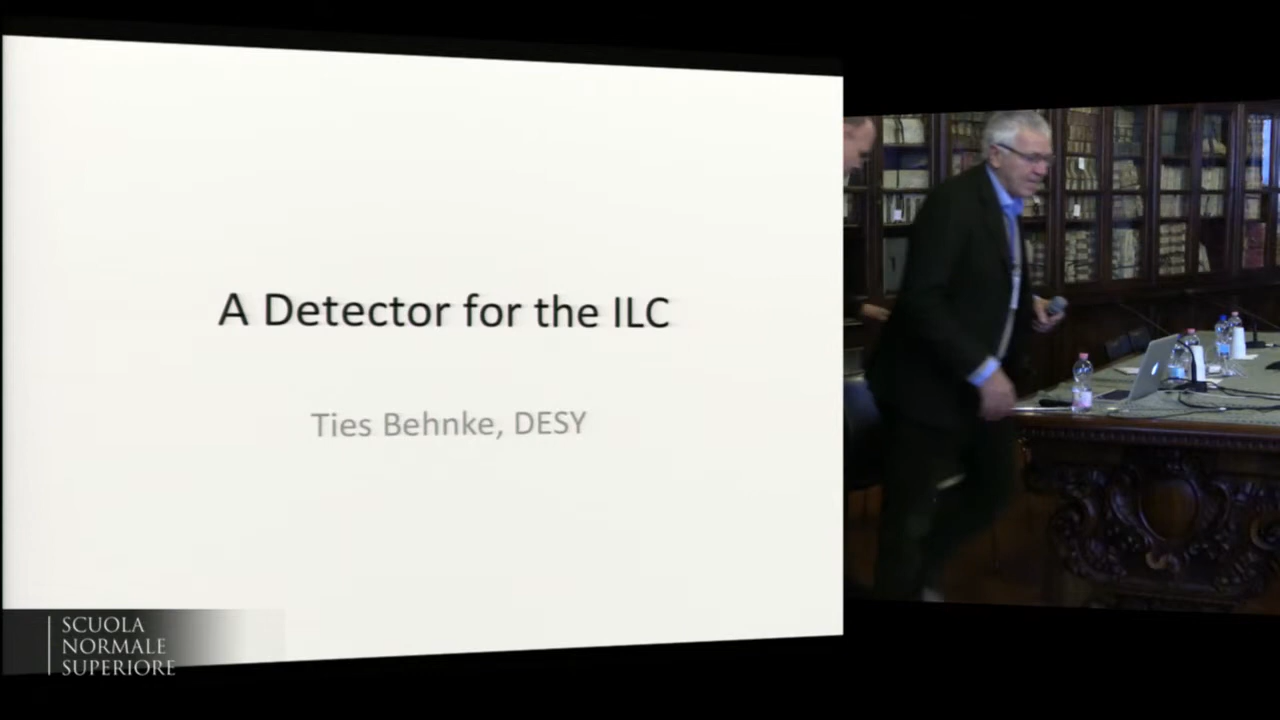 A Detector for the ILC
Ties Behnke, DESY
SCUOLA
NORMALE
SUPERIORE